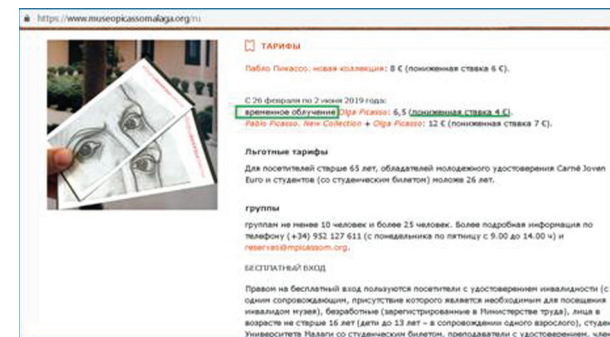 https://www.museopicassomalaga.org/ru
ТАРИФЫ
Пабло Пикассо, новая коллекция: 8 € (пониженная ставка 6 €).
С 26 февраля по 2 июня 2019 года:
временное облучение Olga Picasso: 6,5 (пониженная ставка 4 €).
Pablo Picasso. New Collection + Olga Picasso: 12 € (пониженная ставка 7 €).
Льготные тарифы
Для посетителей старше 65 лет, обладателей молодежного удостоверения Carné Joven
Euro и студентов (со студенческим билетом) моложе 26 лет.
группы
группам не менее 10 человек и более 25 человек. Более подробная информация по
телефону (+34) 952 127 611 (с понедельника по пятницу с 9.00 до 14.00 ч) и
reservas@mpicassom.org.
БЕСПЛАТНЫЙ ВХОД
Правом на бесплатный вход пользуются посетители с удостоверением инвалидности (с
одним сопровождающим, присутствие которого является необходимым для посещения
инвалидом музея), безработные (зарегистрированные в Министерстве труда), лица в
возрасте не старше 16 лет (дети до 13 лет – в сопровождении одного взрослого), студен
Университета Малаги со студенческим билетом, преподаватели с удостоверением, член